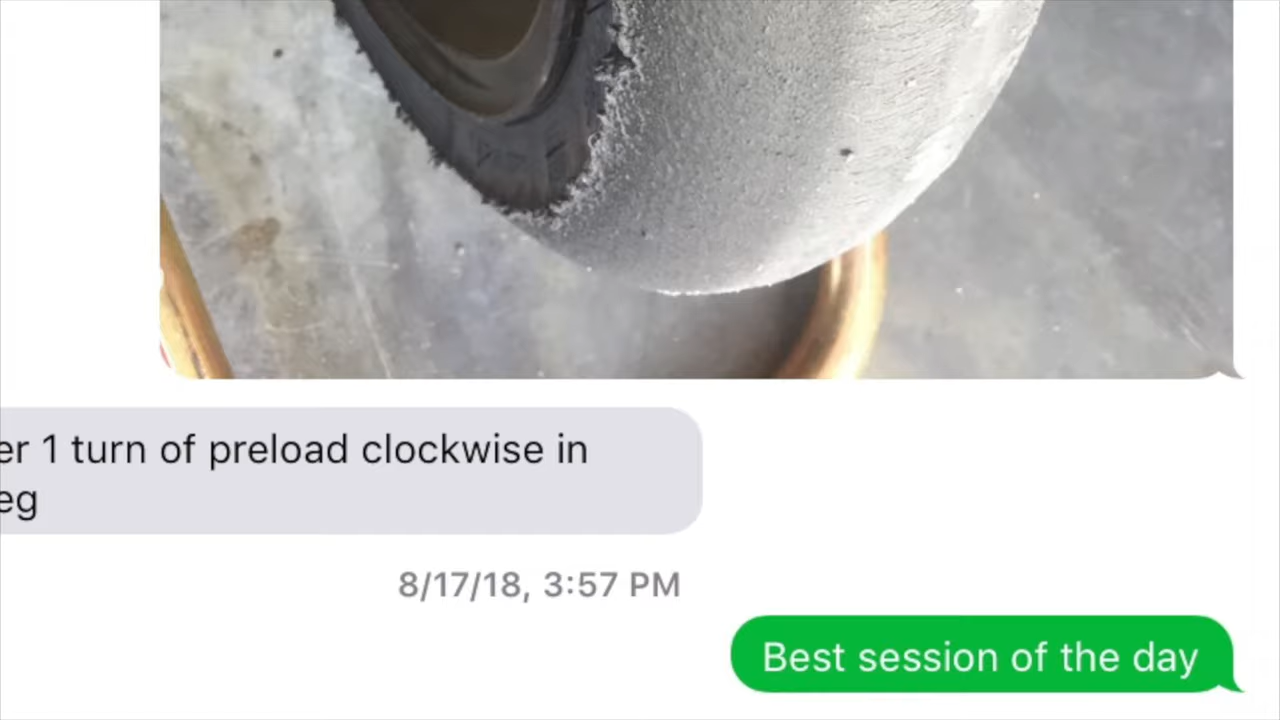 er 1 turn of preload clockwise in
eg
8/17/18, 3:57 PM
Best session of the day